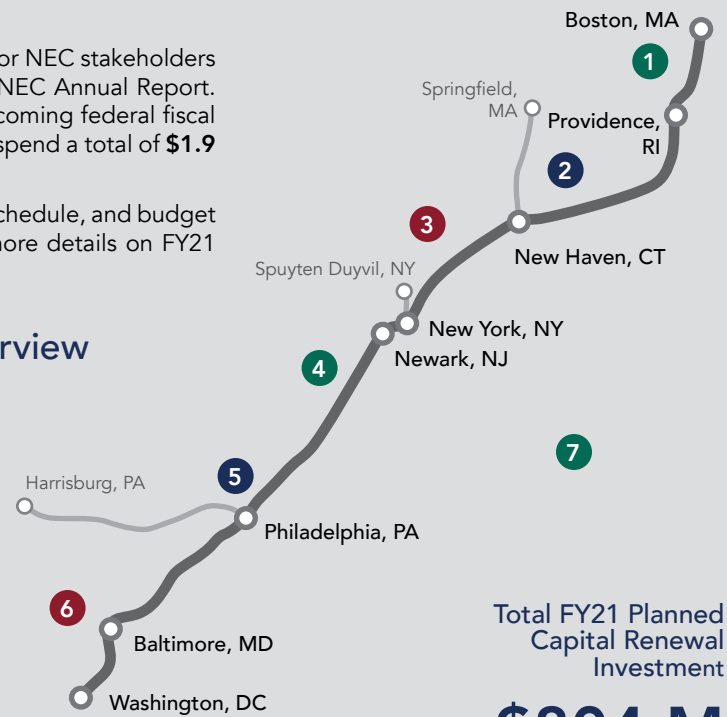 or NEC stakeholders
NEC Annual Report.
coming federal fiscal
spend a total of $1.9
chedule, and budget
more details on FY21
rview
Boston, MA
1
Springfield,
MA
Providence,
RI
2
3
New Haven, CT
Spuyten Duyvil, NY
New York, NY
Newark, NJ
4
7
5
Harrisburg, PA
Philadelphia, PA
6
Baltimore, MD
Washington, DC
Total FY21 Planned
Capital Renewal
Investment